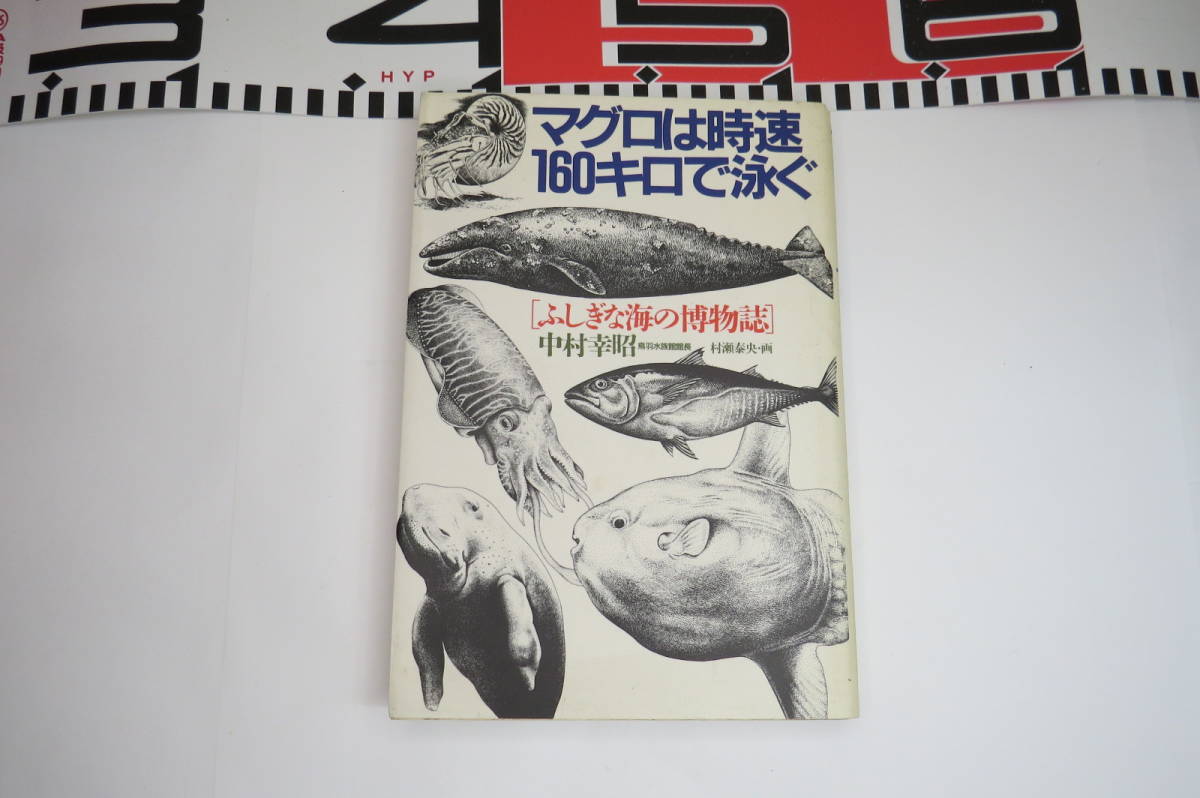 3 4 5 6
HYP
マグロは時速
160キロで泳ぐ
[ふしぎな海の博物誌]
中村幸昭 鳥羽水族館館長 村瀬泰央・画